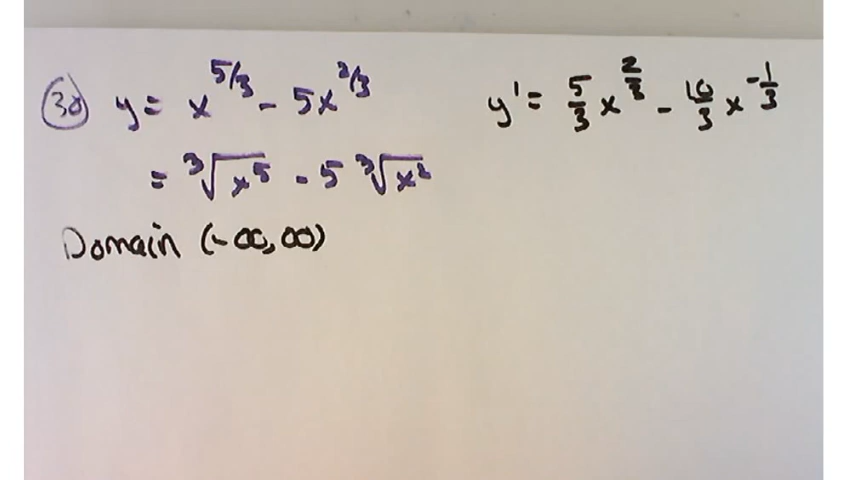 (30) y = x^{5/3} - 5x^{2/3}
= ∛(x^5) - 5 ∛(x^2)
Domain (-∞, ∞)
y' = 5/3 x^{2/3} - 10/3 x^{-1/3}